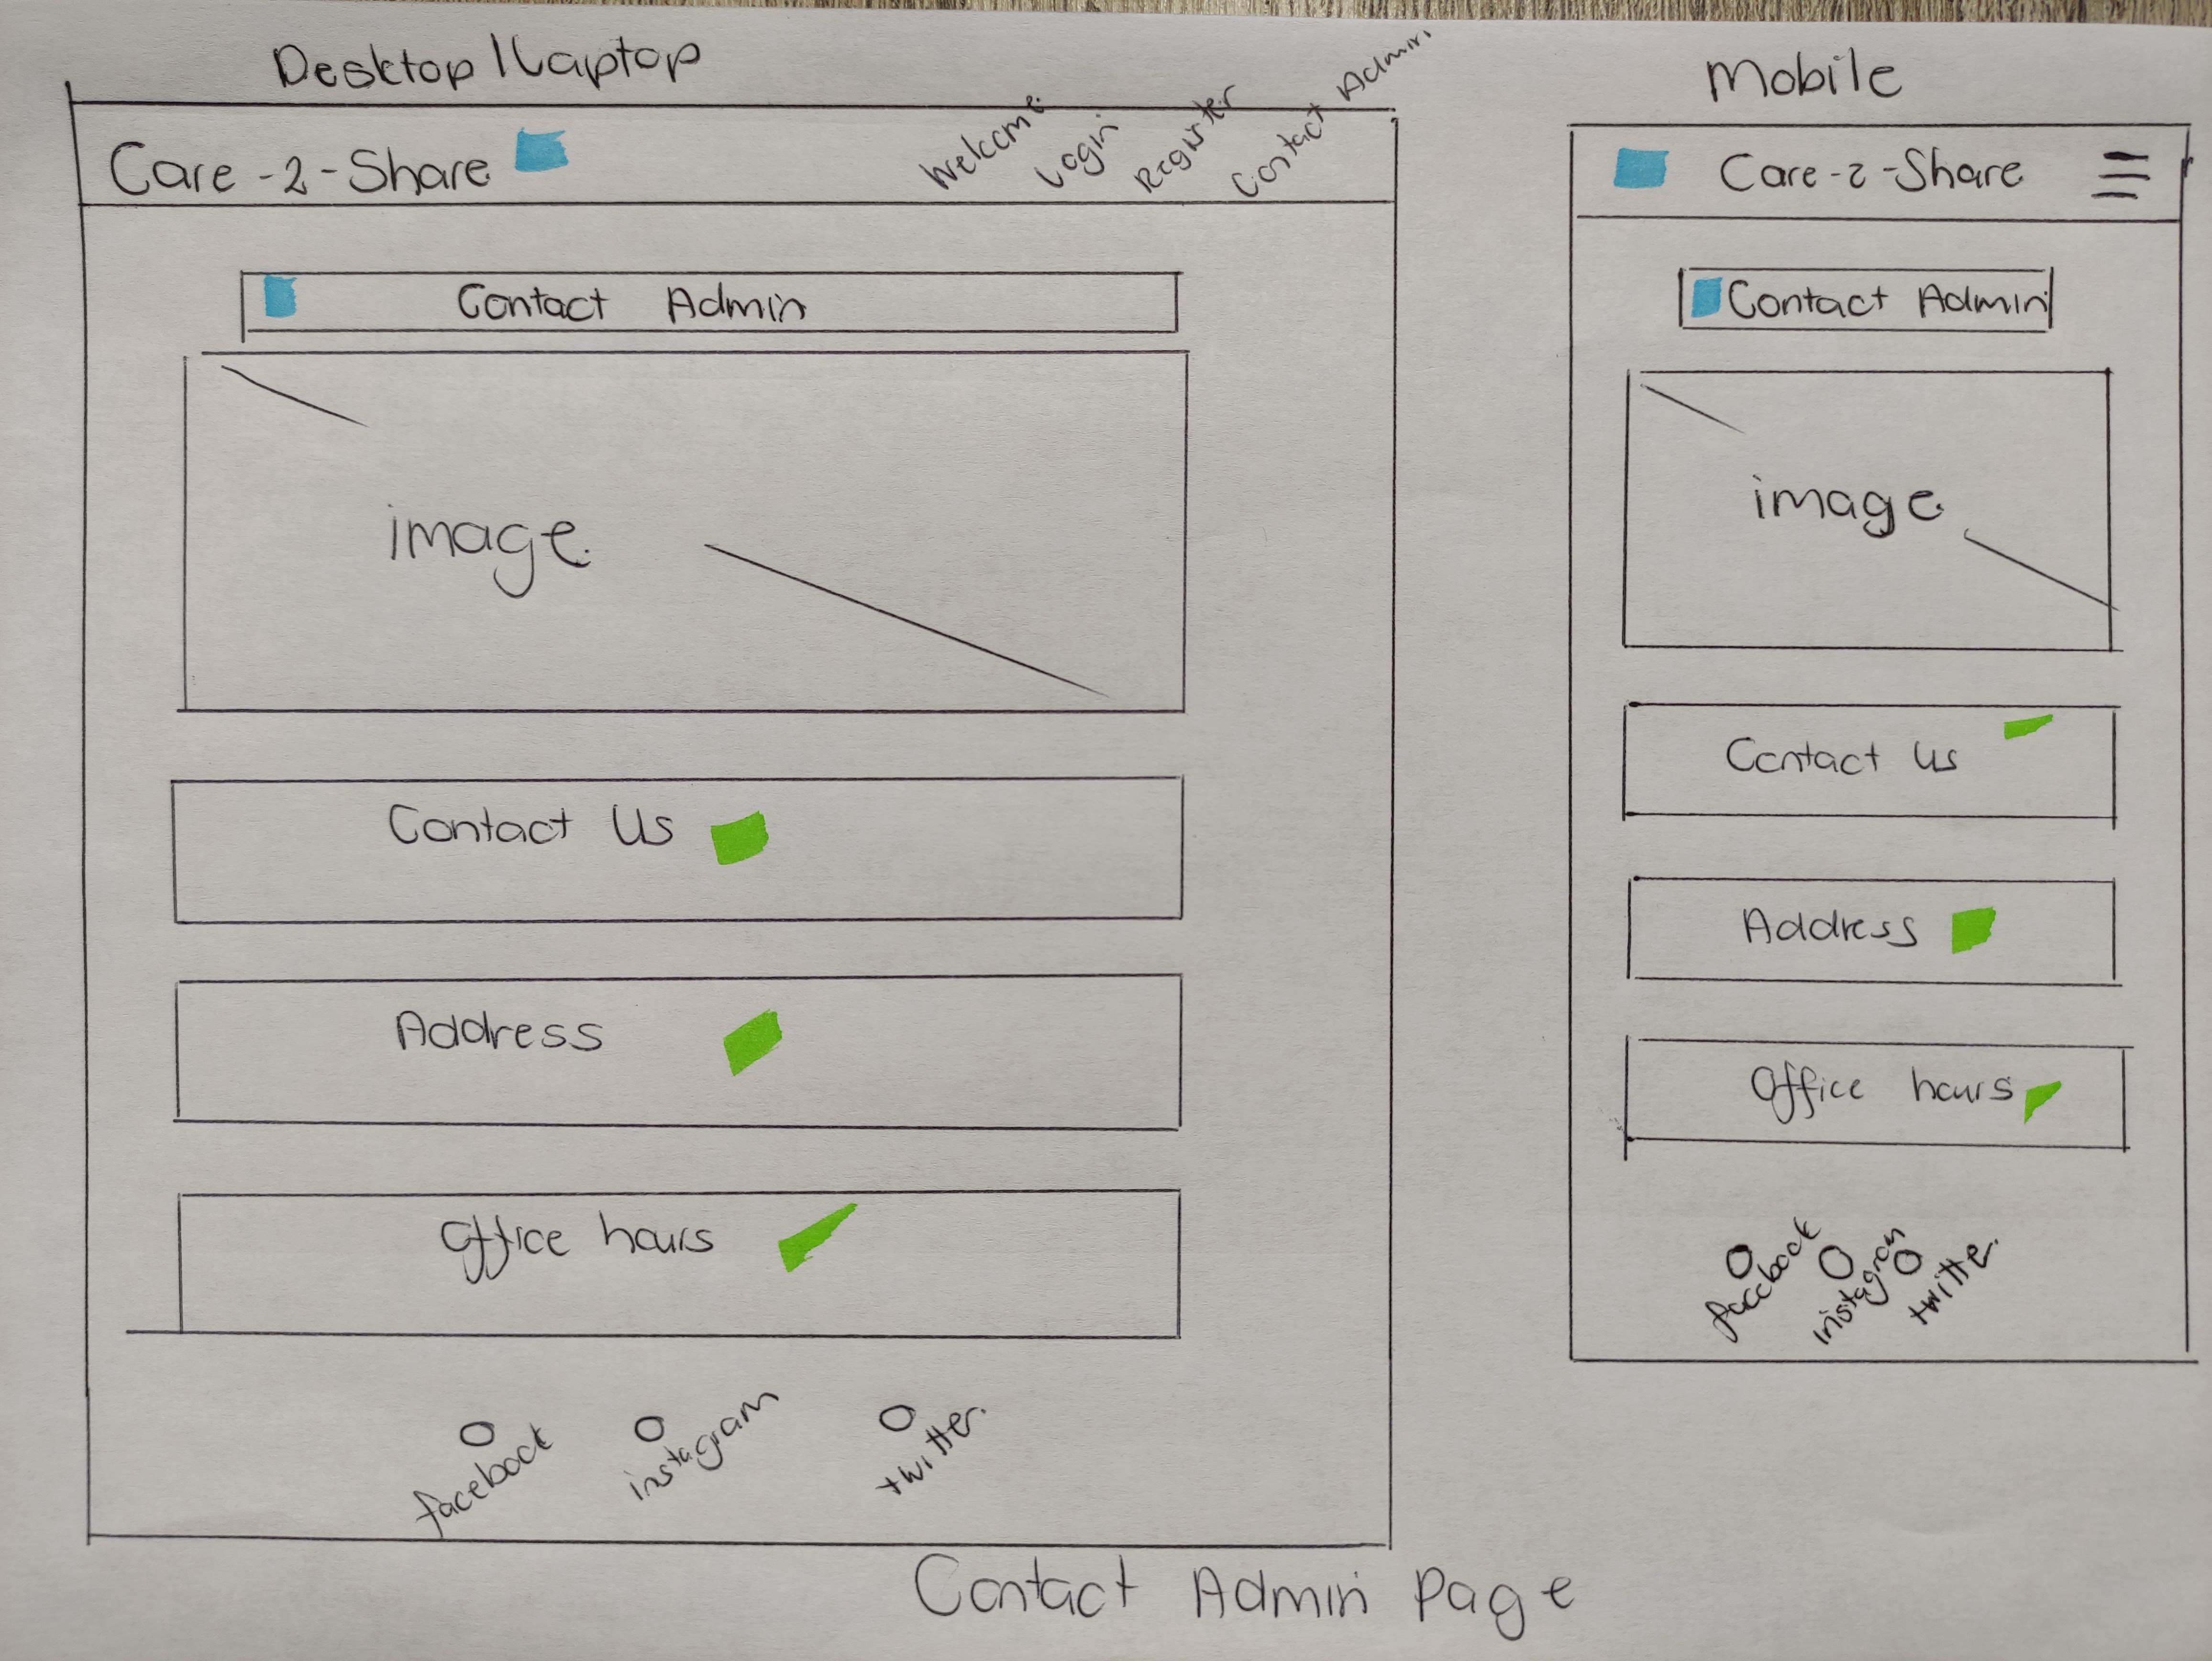 Desktop/Laptop
Care-2-Share
Welcome
Login
Register
Contact Admin
Contact Admin
image
Contact Us
Address
Office hours
facebook
instagram
twitter
Mobile
Care-2-Share
Contact Admin
image
Contact Us
Address
Office hours
facebook
instagram
twitter
Contact Admin Page